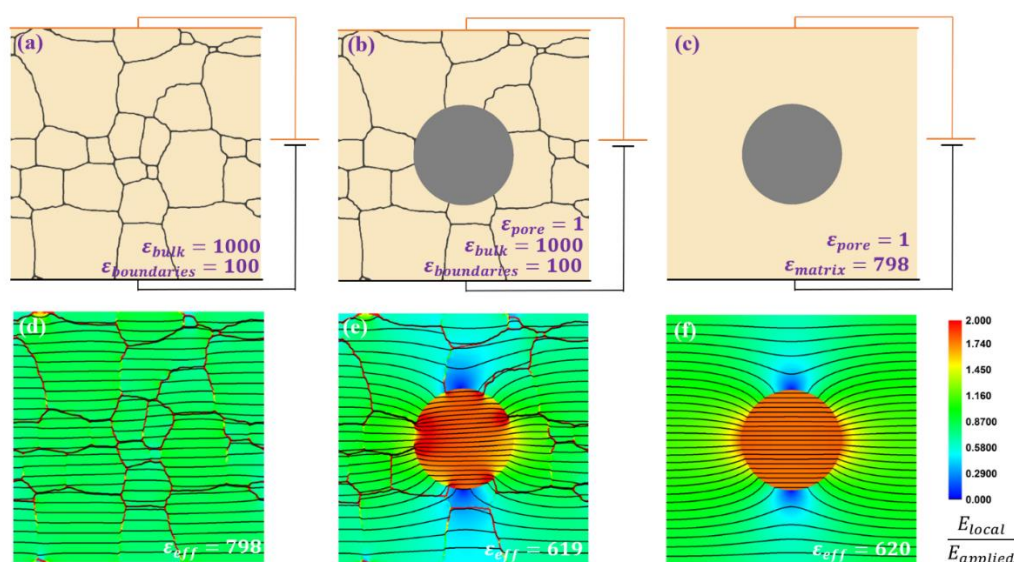 (a)
ε_bulk = 1000
ε_boundaries = 100
(b)
ε_pore = 1
ε_bulk = 1000
ε_boundaries = 100
(c)
ε_pore = 1
ε_matrix = 798
(d)
ε_eff = 798
(e)
ε_eff = 619
(f)
ε_eff = 620
2.000
1.740
1.450
1.160
0.8700
0.5800
0.2900
0.000
E_local
E_applied